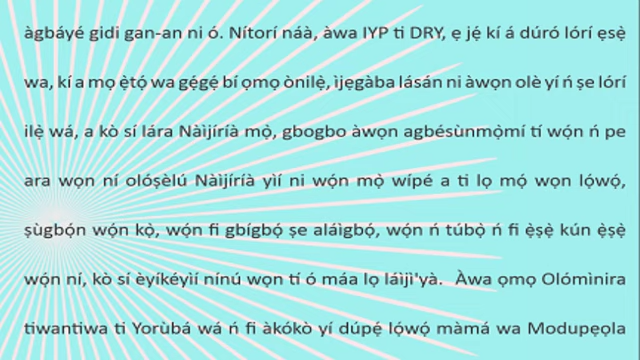 àgbáyé gidi gan-an ni ó. Nítorí náà, àwa IYP ti DRY, ẹ jẹ́ kí á dúró lórí ẹsẹ̀
wa, kí a mọ ẹ̀tọ́ wa gẹ́gẹ́ bí ọmọ ònilẹ̀, ìjẹgàba lásán ni àwọn olè yí ń ṣe lórí
ilẹ̀ wá, a kò sí lára Nàìjíríà mọ̀, gbogbo àwọn agbésùnmọ̀mí tí wọ́n ń pe
ara wọn ní olóṣèlú Nàìjíríà yìí ni wọ́n mọ̀ wípé a ti lọ mọ́ wọn lọ́wọ́,
ṣùgbọ́n wọ́n kọ̀, wọ́n fi gbígbọ́ ṣe aláìgbọ́, wọ́n ń túbọ̀ ń fi ẹ̀ṣẹ̀ kún ẹ̀ṣẹ̀
wọ́n ní, kò sí èyíkéyìí nínú wọn tí ó máa lọ láìjì'yà. Àwa ọmọ Olómìnira
tiwantiwa ti Yorùbá wá ń fi àkókò yí dúpẹ́ lọ́wọ́ màmá wa Modupẹọla